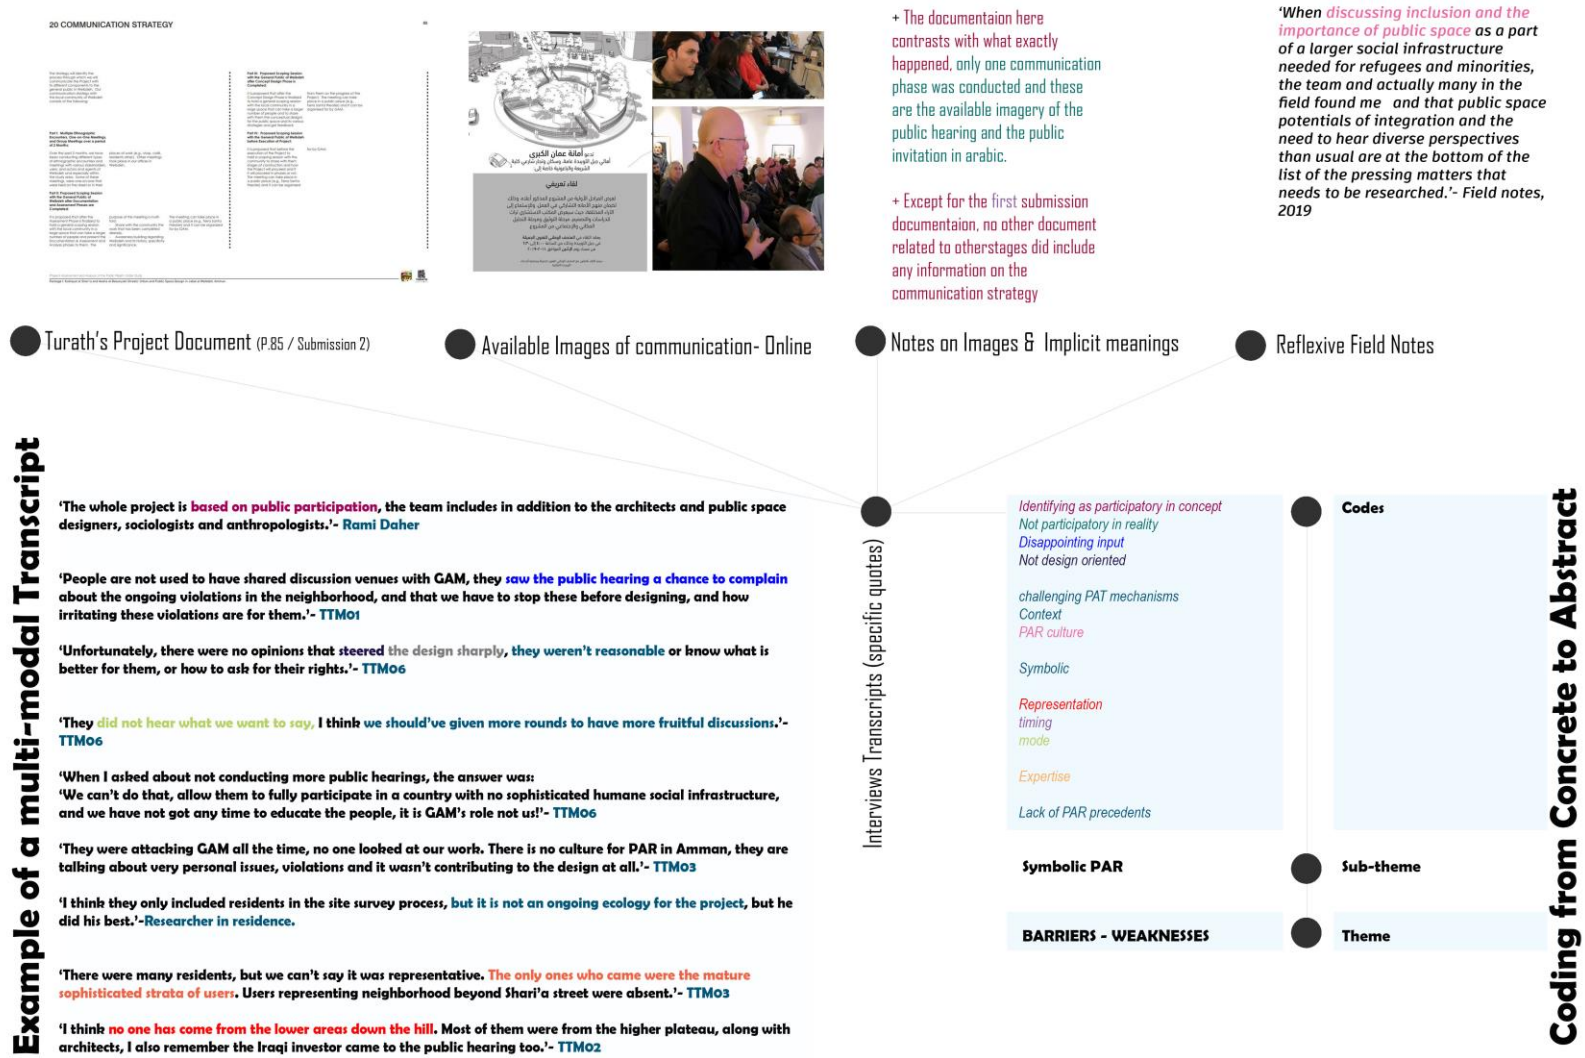 20 COMMUNICATION STRATEGY
Completed
before Execution of Project.
تدعو أمانة عمان الكبرى
لقاء تعريفي
+ The documentaion here
contrasts with what exactly
happened, only one communication
phase was conducted and these
are the available imagery of the
public hearing and the public
invitation in arabic.
+ Except for the first submission
documentaion, no other document
related to otherstages did include
any information on the
communication strategy
‘When discussing inclusion and the
importance of public space as a part
of a larger social infrastructure
needed for refugees and minorities,
the team and actually many in the
field found me and that public space
potentials of integration and the
need to hear diverse perspectives
than usual are at the bottom of the
list of the pressing matters that
needs to be researched.’- Field notes,
2019
Turath’s Project Document (P.85 / Submission 2)
Available Images of communication- Online
Notes on Images & Implicit meanings
Reflexive Field Notes
Example of a multi-modal Transcript
‘The whole project is based on public participation, the team includes in addition to the architects and public space
designers, sociologists and anthropologists.’- Rami Daher
‘People are not used to have shared discussion venues with GAM, they saw the public hearing a chance to complain
about the ongoing violations in the neighborhood, and that we have to stop these before designing, and how
irritating these violations are for them.’- TTM01
‘Unfortunately, there were no opinions that steered the design sharply, they weren’t reasonable or know what is
better for them, or how to ask for their rights.’- TTM06
‘They did not hear what we want to say, I think we should’ve given more rounds to have more fruitful discussions.’-
TTM06
‘When I asked about not conducting more public hearings, the answer was:
‘We can’t do that, allow them to fully participate in a country with no sophisticated humane social infrastructure,
and we have not got any time to educate the people, it is GAM’s role not us!’- TTM06
‘They were attacking GAM all the time, no one looked at our work. There is no culture for PAR in Amman, they are
talking about very personal issues, violations and it wasn’t contributing to the design at all.’- TTM03
‘I think they only included residents in the site survey process, but it is not an ongoing ecology for the project, but he
did his best.’-Researcher in residence.
‘There were many residents, but we can’t say it was representative. The only ones who came were the mature
sophisticated strata of users. Users representing neighborhood beyond Shari’a street were absent.’- TTM03
‘I think no one has come from the lower areas down the hill. Most of them were from the higher plateau, along with
architects, I also remember the Iraqi investor came to the public hearing too.’- TTM02
Interviews Transcripts (specific quotes)
Identifying as participatory in concept
Not participatory in reality
Disappointing input
Not design oriented
challenging PAT mechanisms
Context
PAR culture
Symbolic
Representation
timing
mode
Expertise
Lack of PAR precedents
Codes
Symbolic PAR
Sub-theme
BARRIERS - WEAKNESSES
Theme
Coding from Concrete to Abstract